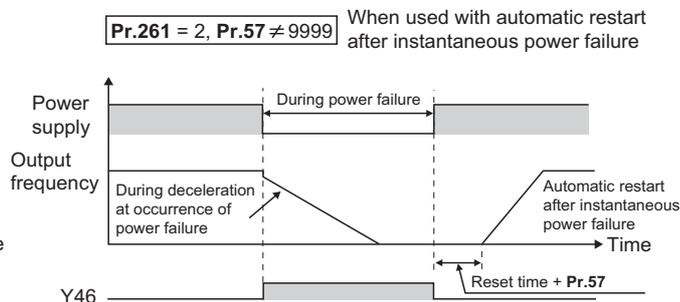 Pr.261 = 2, Pr.57 ≠ 9999
When used with automatic restart
after instantaneous power failure
Power
supply
During power failure
Output
frequency
During deceleration
at occurrence of
power failure
Automatic restart
after instantaneous
power failure
e
Time
Reset time + Pr.57
Y46